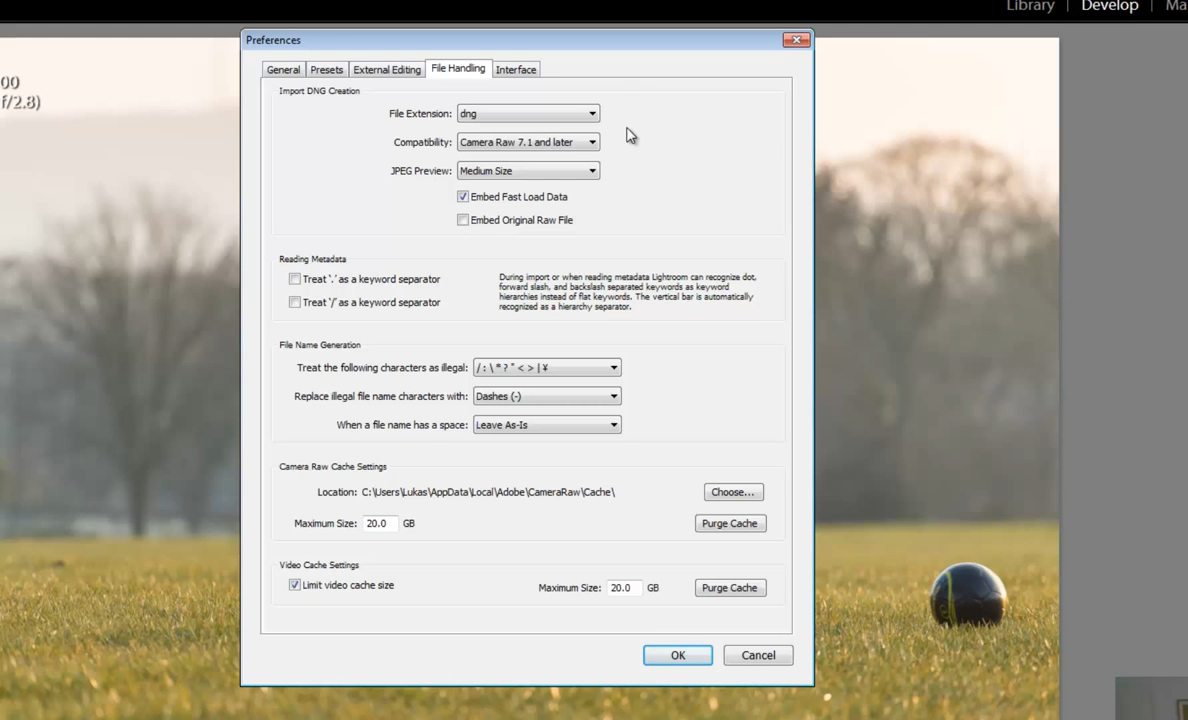 Library | Develop | Ma
Preferences
00
f/2.8)
General Presets External Editing File Handling Interface
Import DNG Creation
File Extension: dng
Compatibility: Camera Raw 7.1 and later
JPEG Preview: Medium Size
Embed Fast Load Data
Embed Original Raw File
Reading Metadata
Treat '.' as a keyword separator
Treat '/' as a keyword separator
During import or when reading metadata Lightroom can recognize dot,
forward slash, and backslash separated keywords as keyword
hierarchies instead of flat keywords. The vertical bar is automatically
recognized as a hierarchy separator.
File Name Generation
Treat the following characters as illegal: / : \ * ? " < > | ¥
Replace illegal file name characters with: Dashes (-)
When a file name has a space: Leave As-Is
Camera Raw Cache Settings
Location: C:\Users\Lukas\AppData\Local\Adobe\CameraRaw\Cache\ Choose...
Maximum Size: 20.0 GB Purge Cache
Video Cache Settings
Limit video cache size Maximum Size: 20.0 GB Purge Cache
OK Cancel